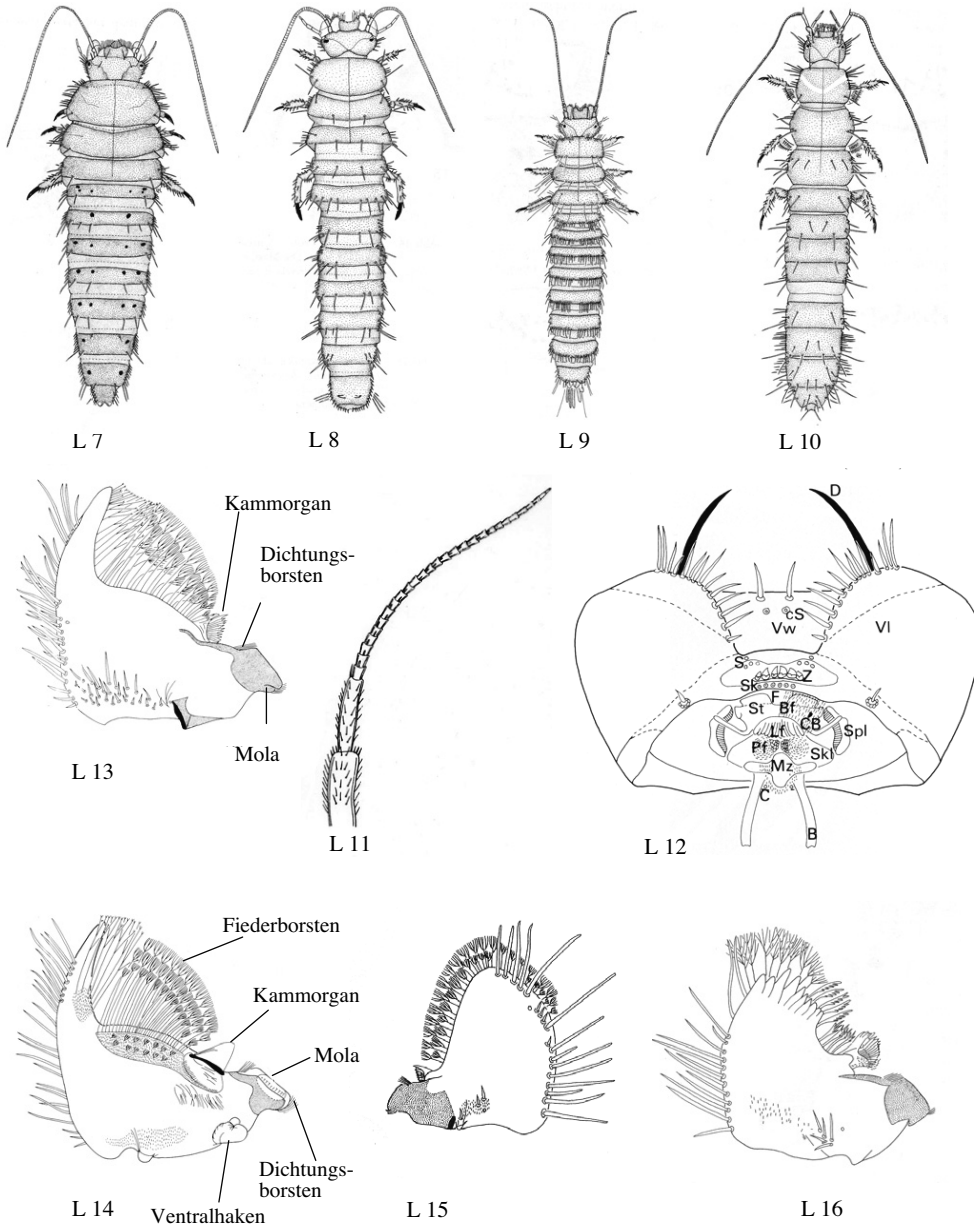 L 7
L 8
L 9
L 10
Kammorgan
Dichtungs-
borsten
Mola
L 13
L 11
D
cS
Vw
Vl
S
Z
Sk
F
St
Bf
CB
Spl
Lf
Pf
Skl
Mz
C
B
L 12
Fiederborsten
Kammorgan
Mola
Dichtungs-
borsten
Ventralhaken
L 14
L 15
L 16